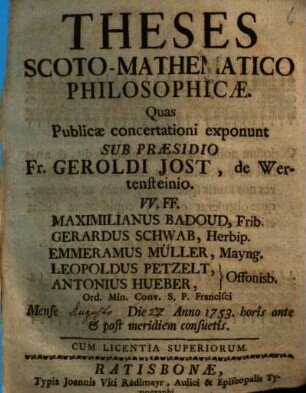 6
THESES
SCOTO-MATHEMATICO
PHILOSOPHICÆ.
Quas
Publicæ concertationi exponunt
SUB PRÆSIDIO
Fr. GEROLDI JOST, de Wer-
tensteinio.
VV. FF.
MAXIMILIANUS BADOUD, Frib.
GERARDUS SCHWAB, Herbip.
EMMERAMUS MÜLLER, Mayng.
LEOPOLDUS PETZELT,
ANTONIUS HUEBER, } Offonisb.
Ord. Min. Conv. S. P. Francisci
Mense Augusto Die 27 Anno 1753. horis ante
& post meridiem consuetis.
CUM LICENTIA SUPERIORUM.
RATISBONÆ,
Typis Joannis Viti Rädlmayr, Aulici & Episcopalis Ty-
pographi